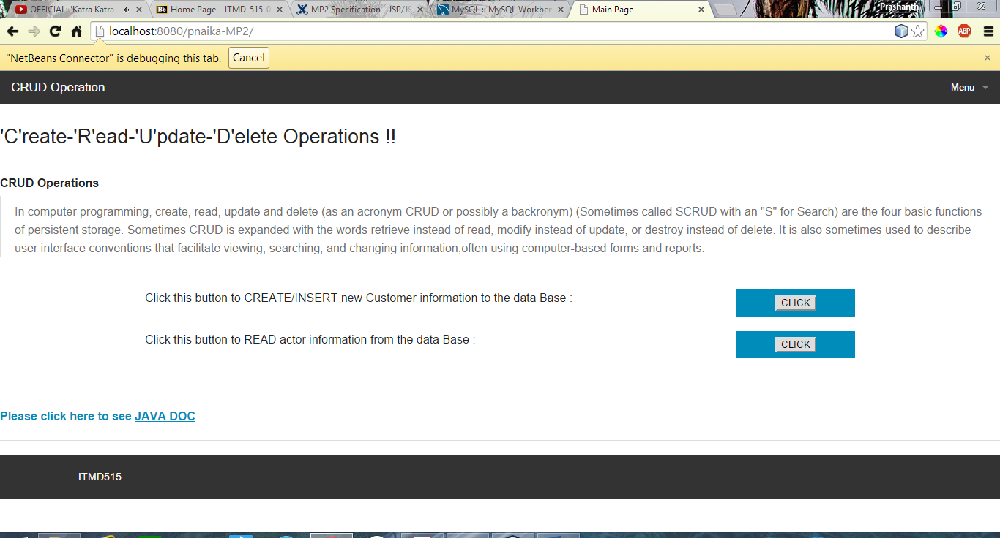 OFFICIAL: 'Katra Katra
Bb Home Page – ITMD-515-0
MP2 Specification - JSP/JS
MySQL :: MySQL Workber
Main Page
Prashanth
localhost:8080/pnaika-MP2/
ABP
"NetBeans Connector" is debugging this tab.
Cancel
CRUD Operation
Menu
'C'reate-'R'ead-'U'pdate-'D'elete Operations !!
CRUD Operations
In computer programming, create, read, update and delete (as an acronym CRUD or possibly a backronym) (Sometimes called SCRUD with an "S" for Search) are the four basic functions
of persistent storage. Sometimes CRUD is expanded with the words retrieve instead of read, modify instead of update, or destroy instead of delete. It is also sometimes used to describe
user interface conventions that facilitate viewing, searching, and changing information;often using computer-based forms and reports.
Click this button to CREATE/INSERT new Customer information to the data Base :
CLICK
Click this button to READ actor information from the data Base :
CLICK
Please click here to see JAVA DOC
ITMD515